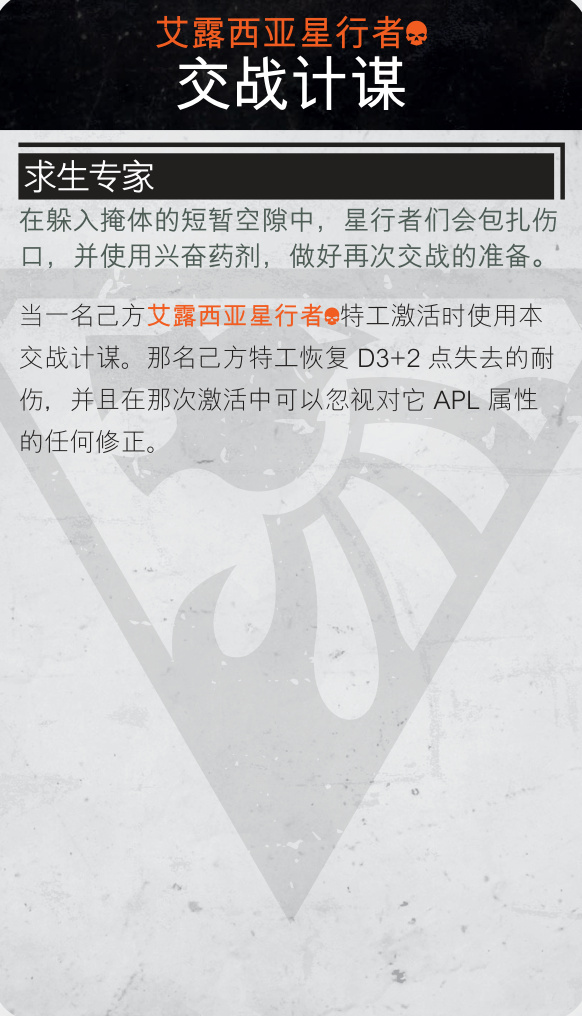 艾露西亚星行者
交战计谋
求生专家
在躲入掩体的短暂空隙中，星行者们会包扎伤
口，并使用兴奋药剂，做好再次交战的准备。
当一名己方艾露西亚星行者特工激活时使用本
交战计谋。那名己方特工恢复 D3+2 点失去的耐
伤，并且在那次激活中可以忽视对它 APL 属性
的任何修正。